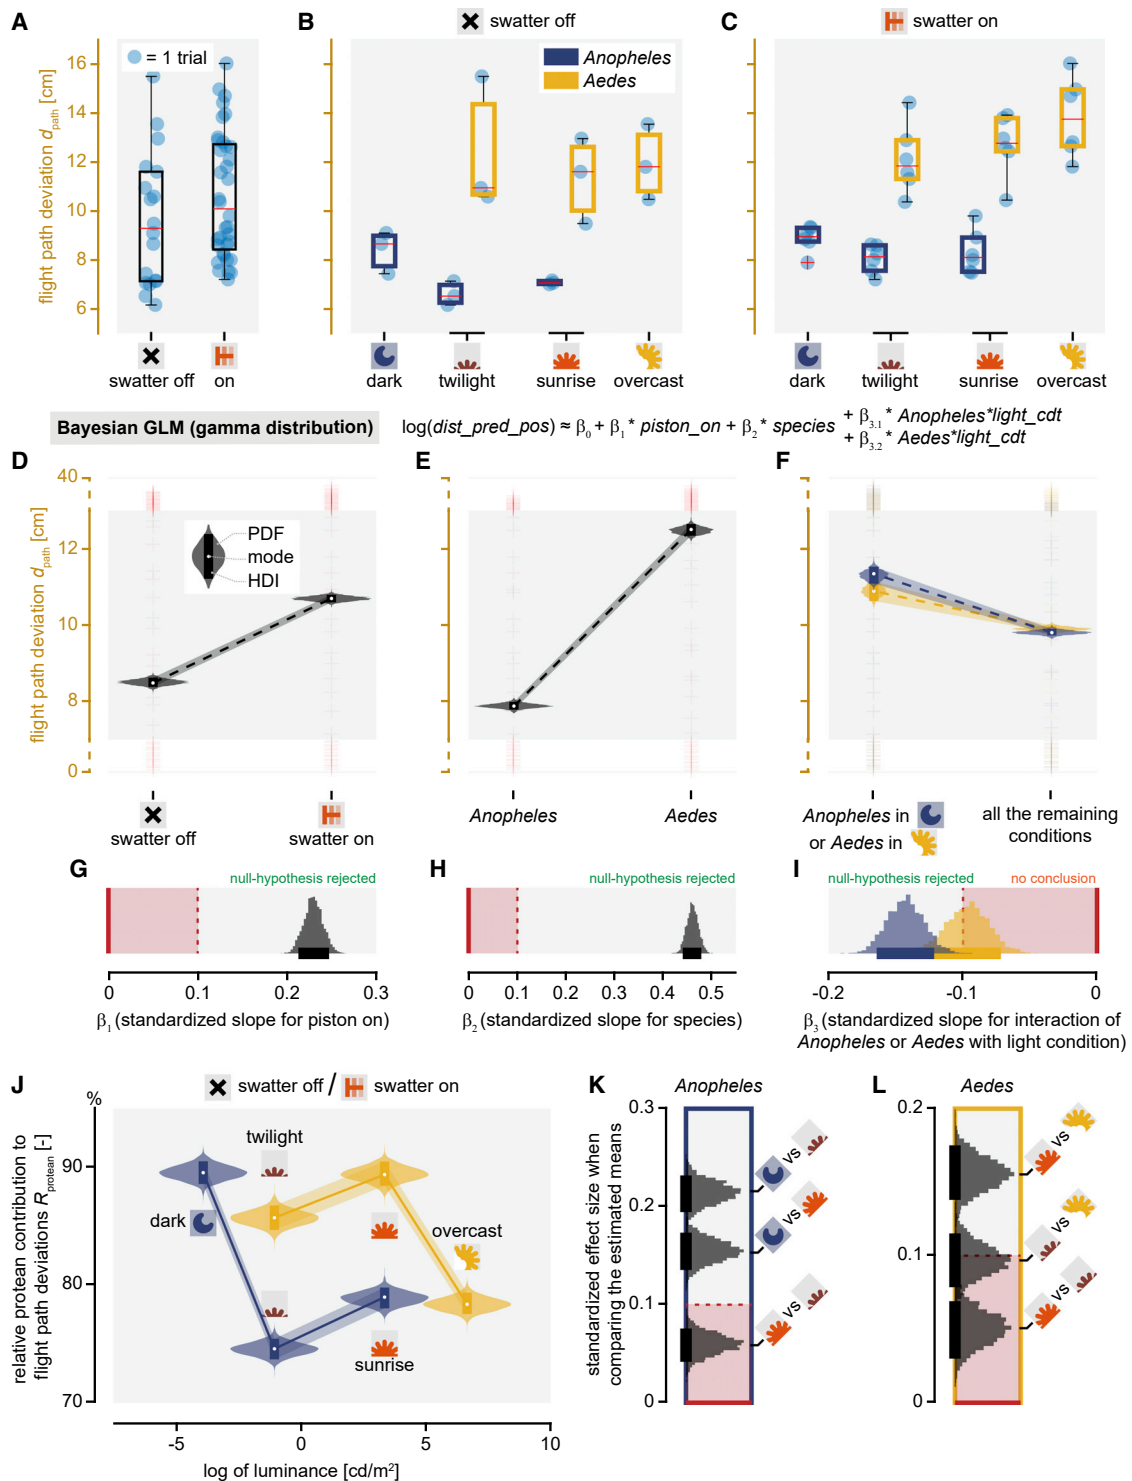 A
B
swatter off
C
swatter on
flight path deviation d_path [cm]
16
14
12
10
8
6
= 1 trial
Anopheles
Aedes
swatter off
on
dark
twilight
sunrise
overcast
dark
twilight
sunrise
overcast
Bayesian GLM (gamma distribution)
log(dist_pred_pos) ≈ β0 + β1* piston_on + β2* species + β3.1* Anopheles*light_cdt
+ β3.2* Aedes*light_cdt
D
E
F
flight path deviation d_path [cm]
40
12
10
8
0
PDF
mode
HDI
swatter off
swatter on
Anopheles
Aedes
Anopheles in
or Aedes in
all the remaining
conditions
G
null-hypothesis rejected
0
0.1
0.2
0.3
β1 (standardized slope for piston on)
H
null-hypothesis rejected
0
0.1
0.2
0.3
0.4
0.5
β2 (standardized slope for species)
I
null-hypothesis rejected
no conclusion
-0.2
-0.1
0
β3 (standardized slope for interaction of
Anopheles or Aedes with light condition)
J
swatter off / swatter on
%
relative protean contribution to
flight path deviations R_protean [-]
90
80
70
twilight
dark
overcast
sunrise
-5
0
5
10
log of luminance [cd/m²]
K
Anopheles
standardized effect size when
comparing the estimated means
0.3
0.2
0.1
0
vs
vs
vs
L
Aedes
0.2
0.1
0
vs
vs
vs